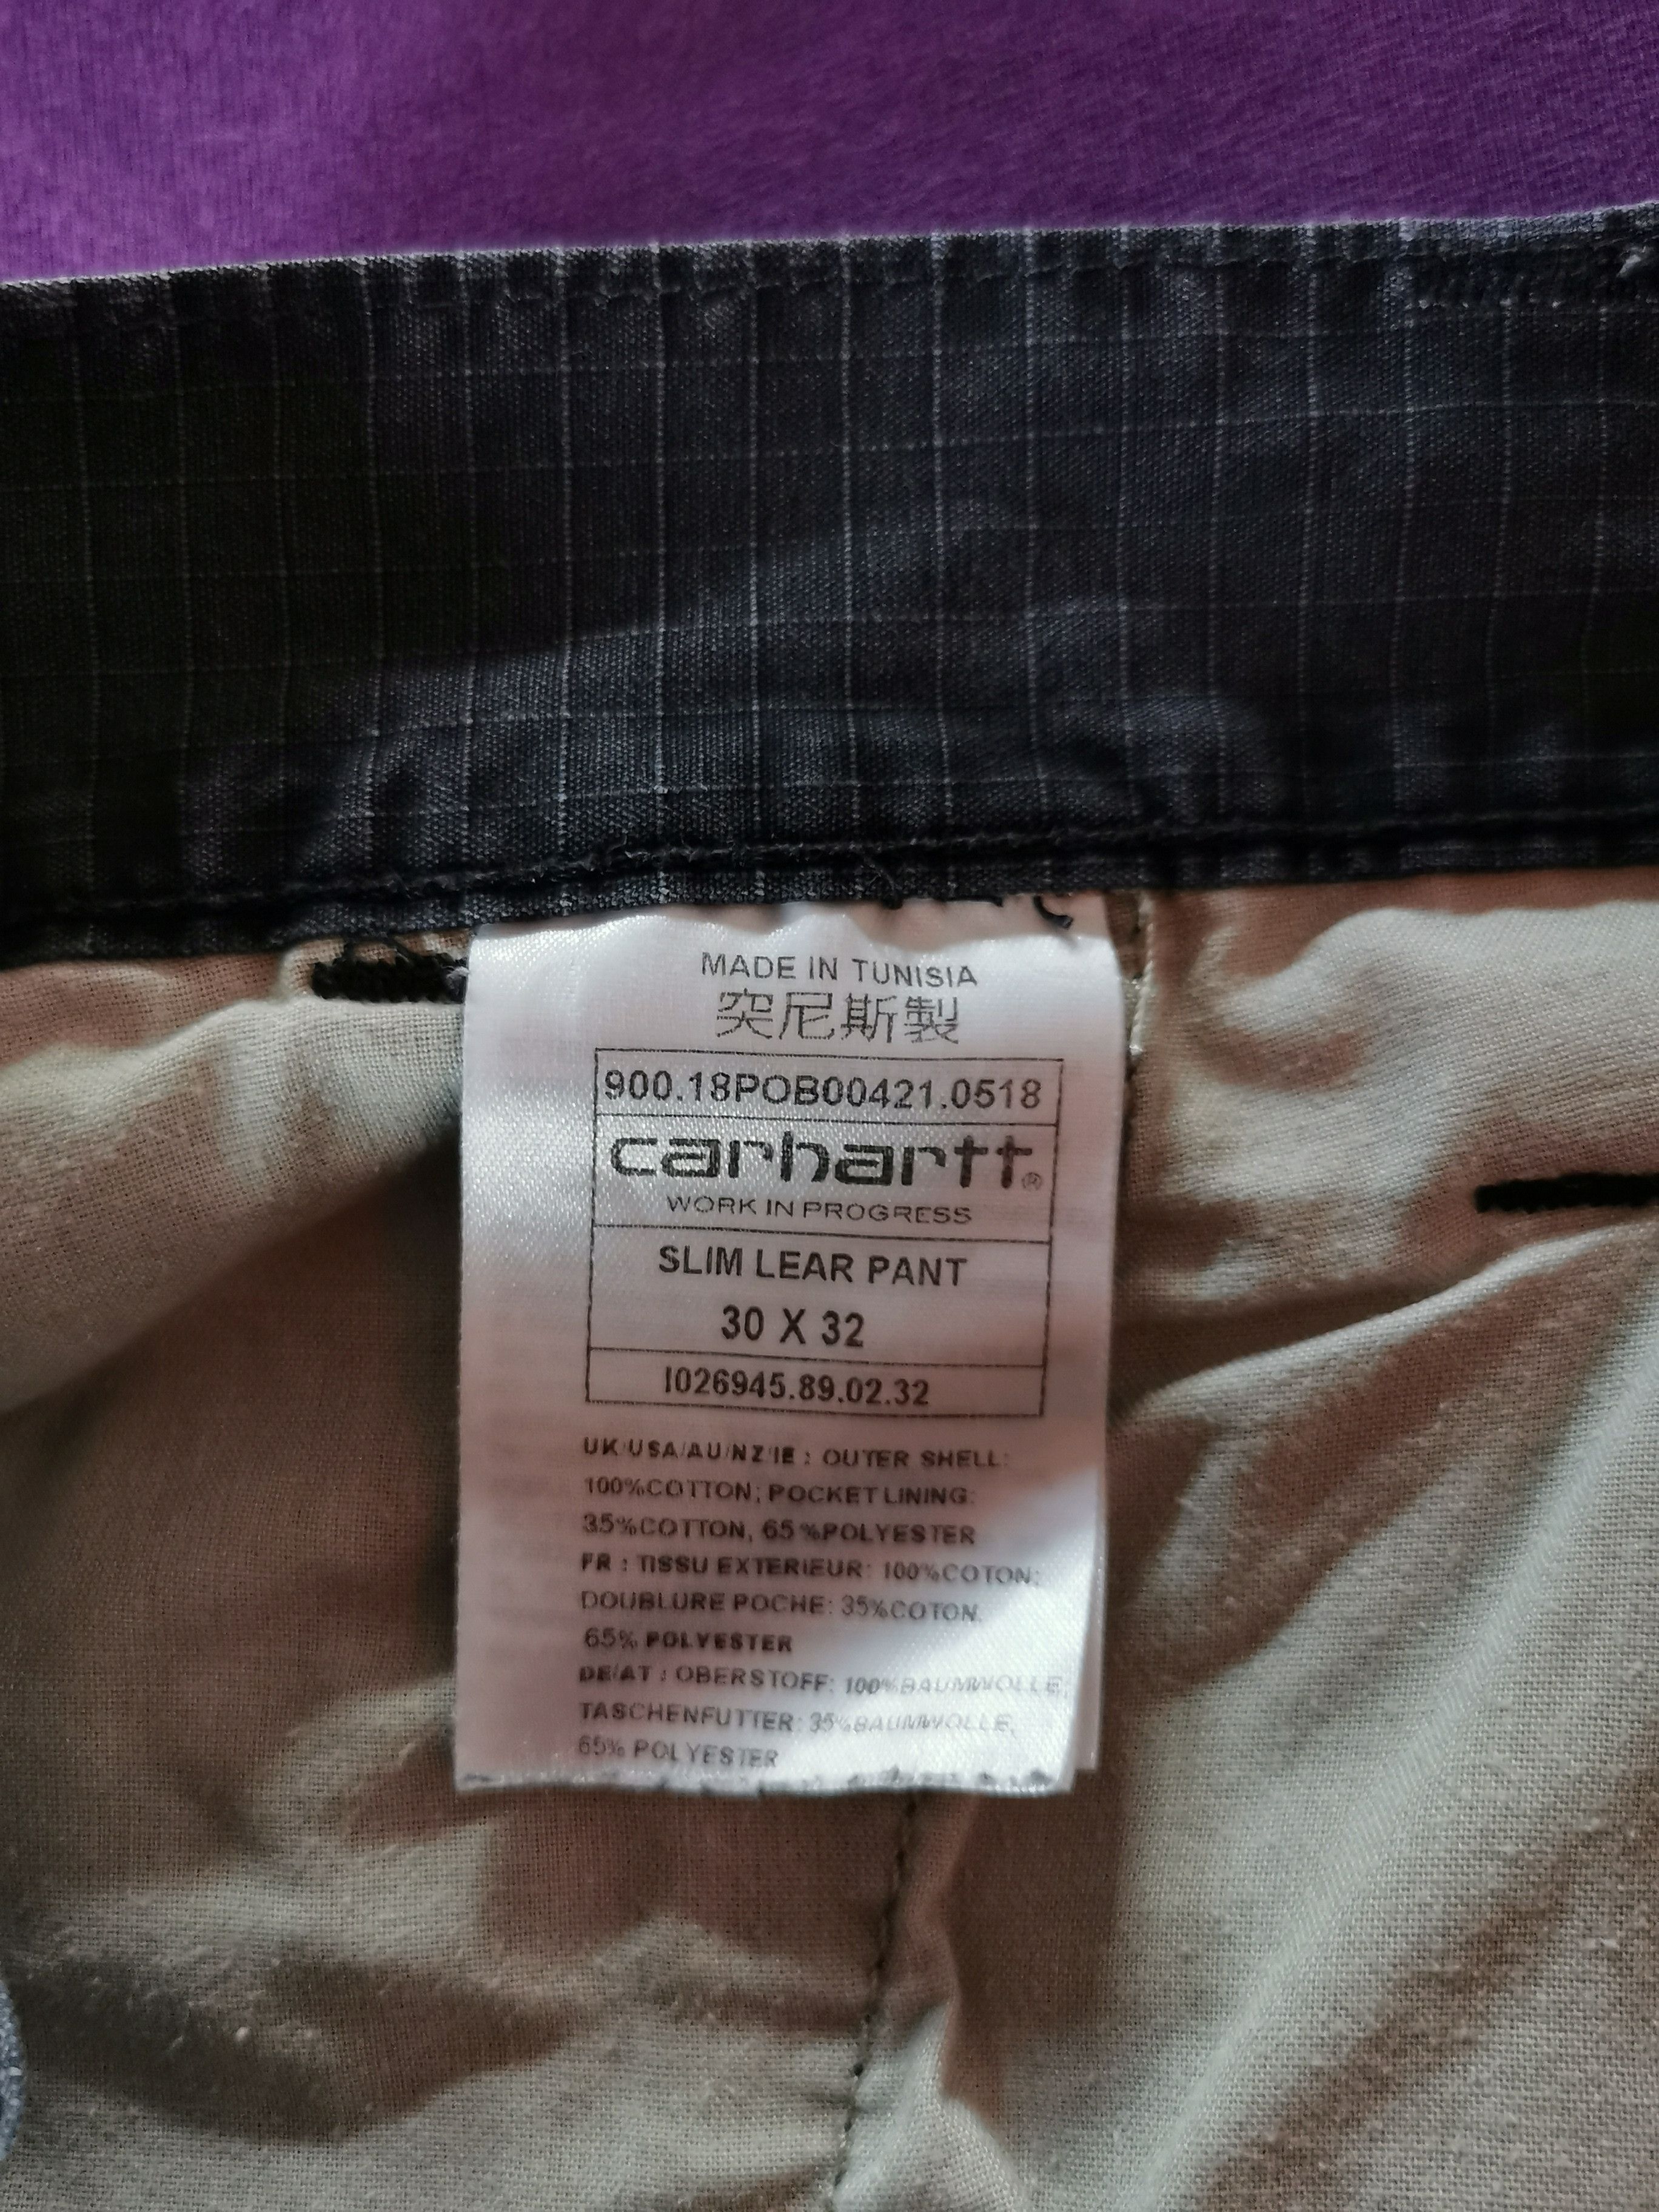 MADE IN TUNISIA
突尼斯製
900.18POB00421.0518
carhartt®
WORK IN PROGRESS
SLIM LEAR PANT
30 X 32
I026945.89.02.32
UK/USA/AU/NZ/IE : OUTER SHELL:
100%COTTON; POCKET LINING:
35%COTTON, 65%POLYESTER
FR : TISSU EXTERIEUR: 100%COTON;
DOUBLURE POCHE: 35%COTON,
65% POLYESTER
DE/AT : OBERSTOFF: 100%BAUMWOLLE;
TASCHENFUTTER: 35%BAUMWOLLE,
65% POLYESTER